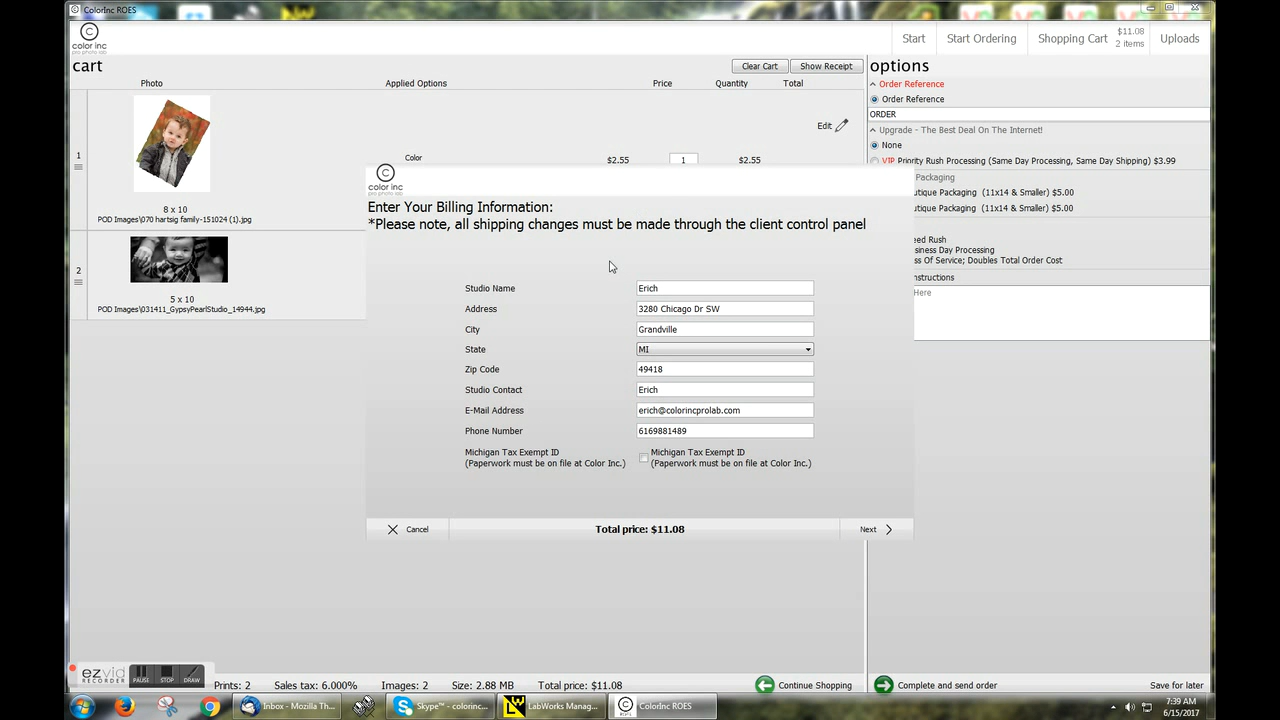 ColorInc ROES
color inc
pro photo lab
Start
Start Ordering
Shopping Cart
$11.08
2 items
Uploads
cart
Clear Cart
Show Receipt
options
Photo
Applied Options
Price
Quantity
Total
Order Reference
Order Reference
ORDER
Upgrade - The Best Deal On The Internet!
None
VIP Priority Rush Processing (Same Day Processing, Same Day Shipping) $3.99
Packaging
utique Packaging (11x14 & Smaller) $5.00
utique Packaging (11x14 & Smaller) $5.00
eed Rush
usiness Day Processing
ss Of Service; Doubles Total Order Cost
nstructions
Here
1
8 x 10
POD Images\070 hartsig family-151024 (1).jpg
Edit
Color
$2.55
1
$2.55
2
5 x 10
POD Images\031411_GypsyPearlStudio_14944.jpg
color inc
pro photo lab
Enter Your Billing Information:
*Please note, all shipping changes must be made through the client control panel
Studio Name
Erich
Address
3280 Chicago Dr SW
City
Grandville
State
MI
Zip Code
49418
Studio Contact
Erich
E-Mail Address
erich@colorincprolab.com
Phone Number
6169881489
Michigan Tax Exempt ID
(Paperwork must be on file at Color Inc.)
Michigan Tax Exempt ID
(Paperwork must be on file at Color Inc.)
Cancel
Total price: $11.08
Next
ezvid
RECORDER
PAUSE
STOP
DRAW
Prints: 2
Sales tax: 6.000%
Images: 2
Size: 2.88 MB
Total price: $11.08
Continue Shopping
Complete and send order
Save for later
Inbox - Mozilla Th...
Skype™ - colorinc...
LabWorks Manag...
ColorInc ROES
7:39 AM
6/15/2017